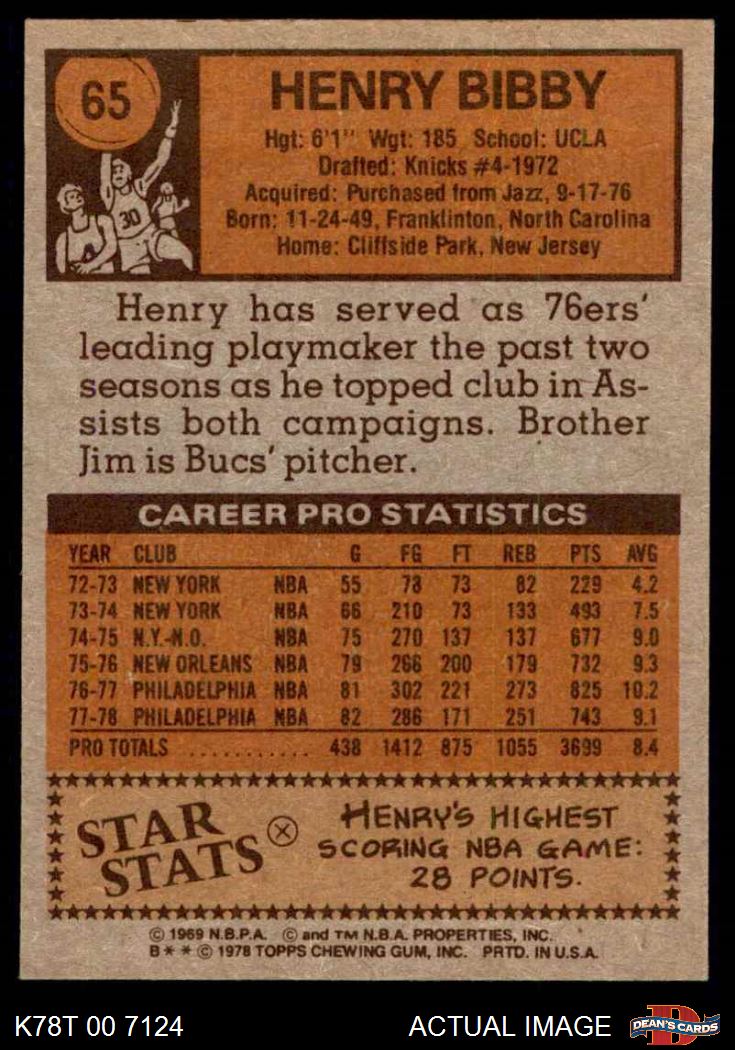 65
HENRY BIBBY
Hgt: 6'1" Wgt: 185 School: UCLA
Drafted: Knicks #4-1972
Acquired: Purchased from Jazz, 9-17-76
Born: 11-24-49, Franklinton, North Carolina
Home: Cliffside Park, New Jersey
30
Henry has served as 76ers'
leading playmaker the past two
seasons as he topped club in As-
sists both campaigns. Brother
Jim is Bucs' pitcher.
CAREER PRO STATISTICS
YEAR CLUB G FG FT REB PTS AVG
72-73 NEW YORK NBA 55 78 73 82 229 4.2
73-74 NEW YORK NBA 66 210 73 133 493 7.5
74-75 N.Y.-N.O. NBA 75 270 137 137 677 9.0
75-76 NEW ORLEANS NBA 79 266 200 179 732 9.3
76-77 PHILADELPHIA NBA 81 302 221 273 825 10.2
77-78 PHILADELPHIA NBA 82 286 171 251 743 9.1
PRO TOTALS ............ 438 1412 875 1055 3699 8.4
STAR
STATS
HENRY'S HIGHEST
SCORING NBA GAME:
28 POINTS.
© 1969 N.B.P.A. © and TM N.B.A. PROPERTIES, INC.
B * * © 1978 TOPPS CHEWING GUM, INC. PRTD. IN U.S.A.
K78T 00 7124 ACTUAL IMAGE
D
DEAN'S CARDS